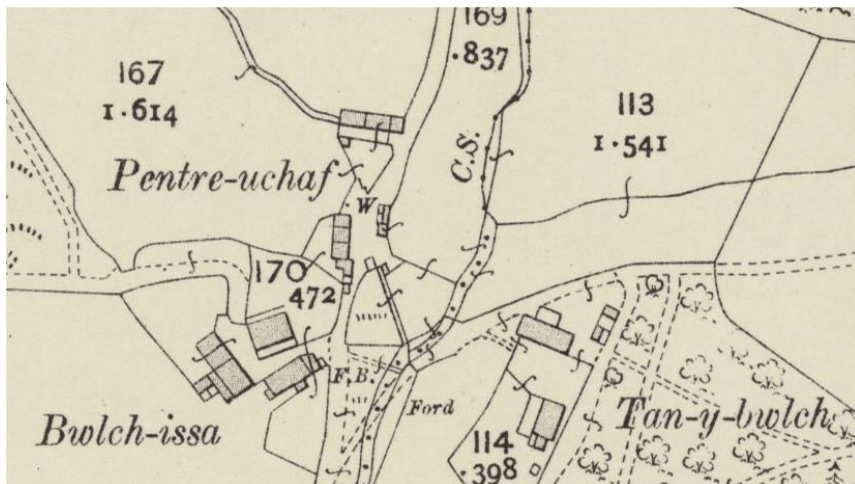 169
.837
167
1.614
113
1.541
C.S.
Pentre-uchaf
W
170
472
F.B.
Ford
Bwlch-issa
Tan-y-bwlch
114
.398